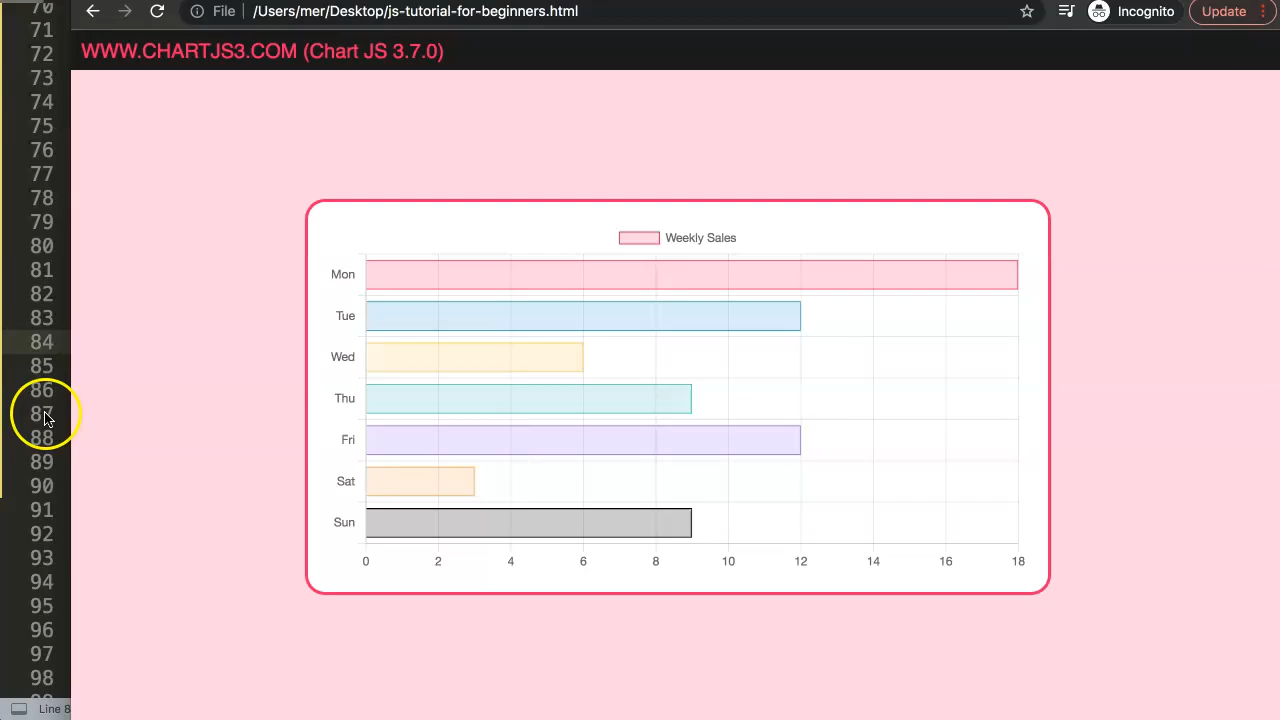 70
71
72
73
74
75
76
77
78
79
80
81
82
83
84
85
86
87
88
89
90
91
92
93
94
95
96
97
98
Line 8
File /Users/mer/Desktop/js-tutorial-for-beginners.html Incognito Update
WWW.CHARTJS3.COM (Chart JS 3.7.0)
Weekly Sales
Mon
Tue
Wed
Thu
Fri
Sat
Sun
0 2 4 6 8 10 12 14 16 18